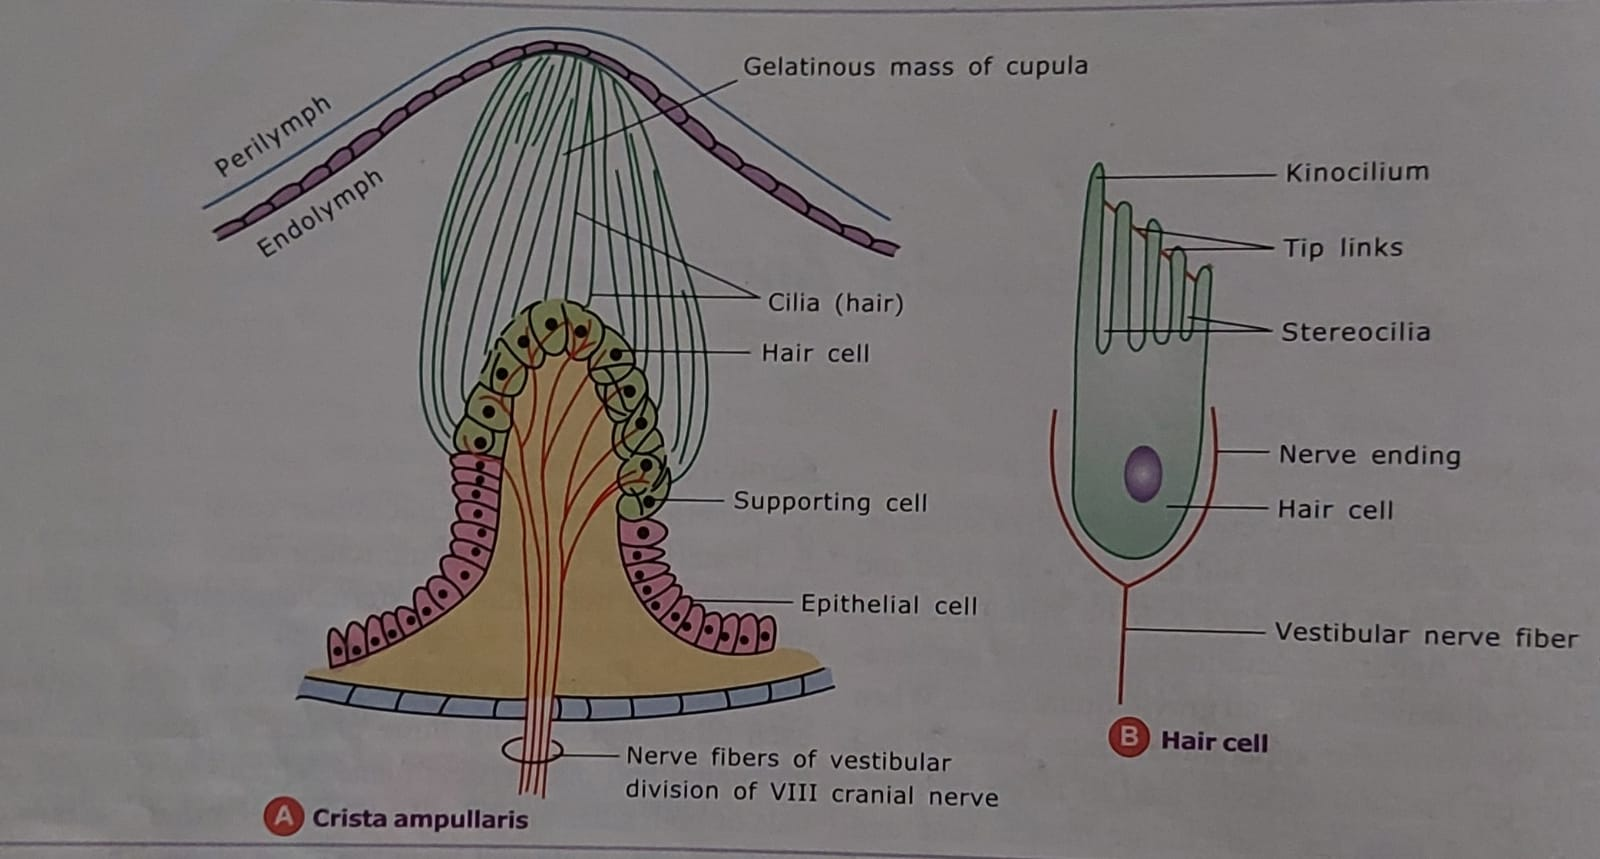 Perilymph
Endolymph
Gelatinous mass of cupula
Cilia (hair)
Hair cell
Supporting cell
Epithelial cell
Nerve fibers of vestibular
division of VIII cranial nerve
A Crista ampullaris
Kinocilium
Tip links
Stereocilia
Nerve ending
Hair cell
Vestibular nerve fiber
B Hair cell